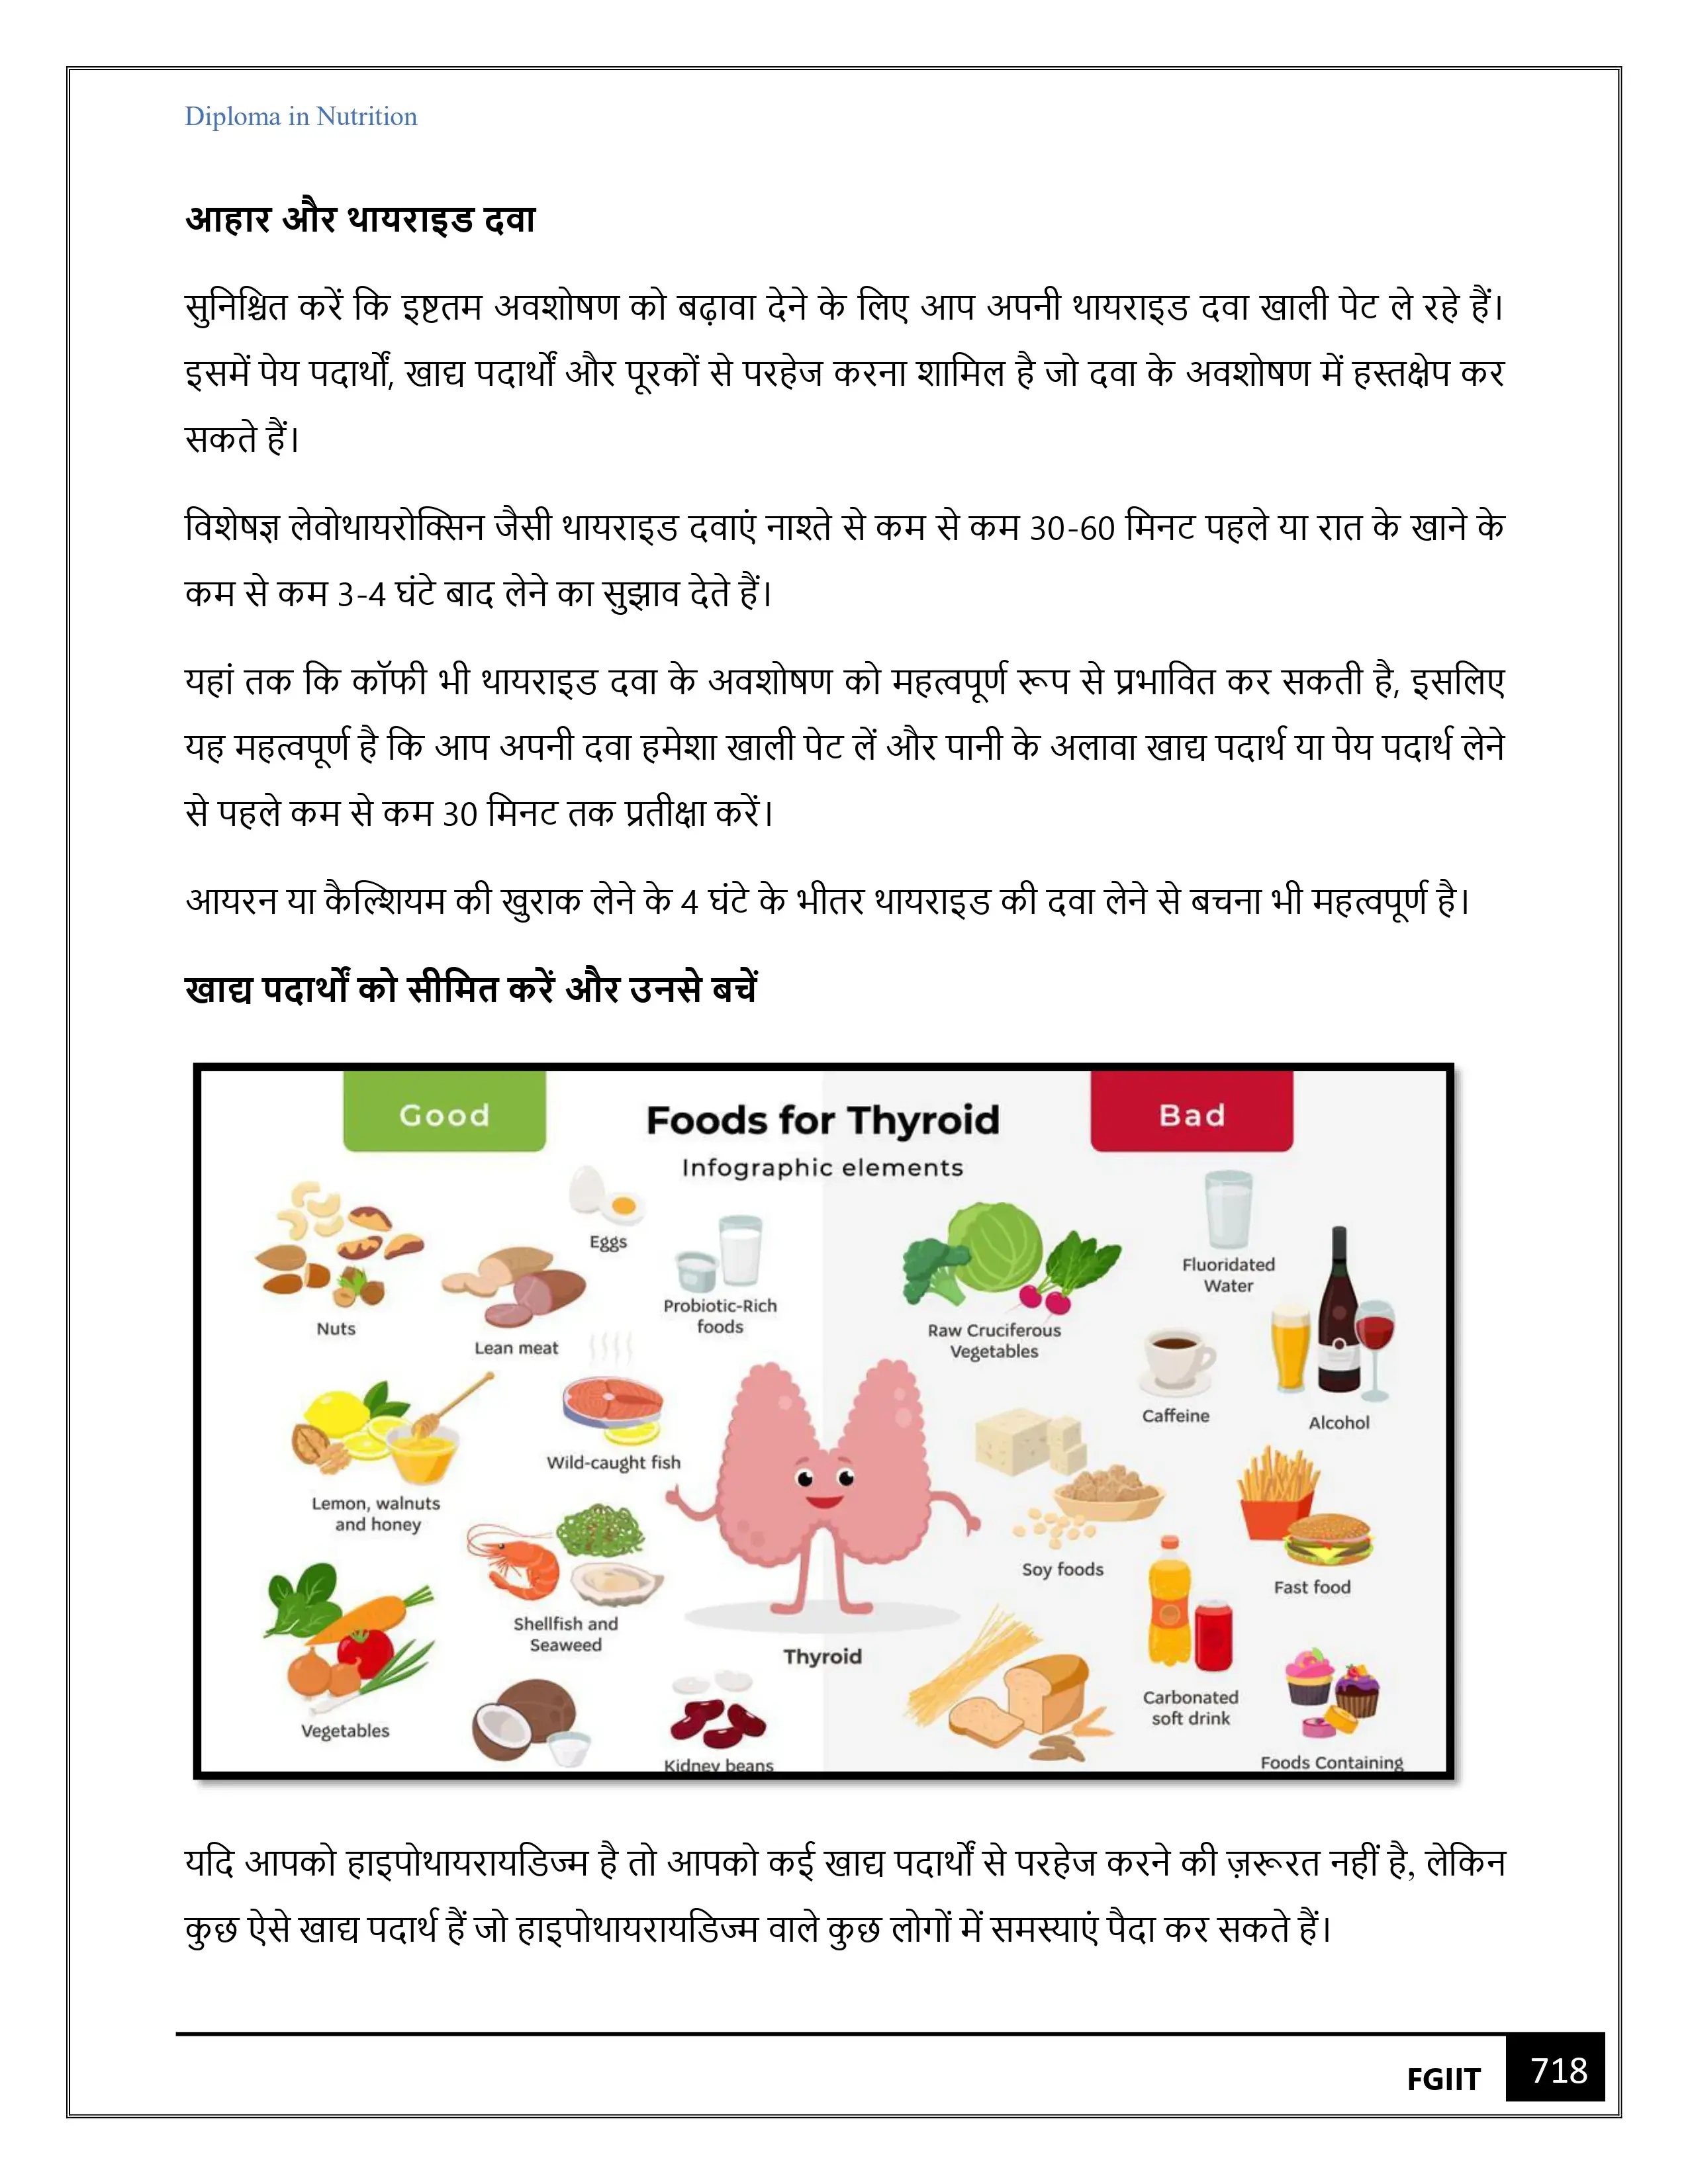 Diploma in Nutrition
आहार और थायराइड दवा
सुनिश्चित करें कि इष्टतम अवशोषण को बढ़ावा देने के लिए आप अपनी थायराइड दवा खाली पेट ले रहे हैं।
इसमें पेय पदार्थों, खाद्य पदार्थों और पूरकों से परहेज करना शामिल है जो दवा के अवशोषण में हस्तक्षेप कर
सकते हैं।
विशेषज्ञ लेवोथायरोक्सिन जैसी थायराइड दवाएं नाश्ते से कम से कम 30-60 मिनट पहले या रात के खाने के
कम से कम 3-4 घंटे बाद लेने का सुझाव देते हैं।
यहां तक कि कॉफी भी थायराइड दवा के अवशोषण को महत्वपूर्ण रूप से प्रभावित कर सकती है, इसलिए
यह महत्वपूर्ण है कि आप अपनी दवा हमेशा खाली पेट लें और पानी के अलावा खाद्य पदार्थ या पेय पदार्थ लेने
से पहले कम से कम 30 मिनट तक प्रतीक्षा करें।
आयरन या कैल्शियम की खुराक लेने के 4 घंटे के भीतर थायराइड की दवा लेने से बचना भी महत्वपूर्ण है।
खाद्य पदार्थों को सीमित करें और उनसे बचें
Good
Foods for Thyroid
Infographic elements
Bad
Nuts
Eggs
Lean meat
Probiotic-Rich
foods
Lemon, walnuts
and honey
Wild-caught fish
Shellfish and
Seaweed
Vegetables
Kidney beans
Thyroid
Raw Cruciferous
Vegetables
Fluoridated
Water
Caffeine
Alcohol
Soy foods
Fast food
Carbonated
soft drink
Foods Containing
यदि आपको हाइपोथायरायडिज्म है तो आपको कई खाद्य पदार्थों से परहेज करने की ज़रूरत नहीं है, लेकिन
कुछ ऐसे खाद्य पदार्थ हैं जो हाइपोथायरायडिज्म वाले कुछ लोगों में समस्याएं पैदा कर सकते हैं।
FGIIT
718